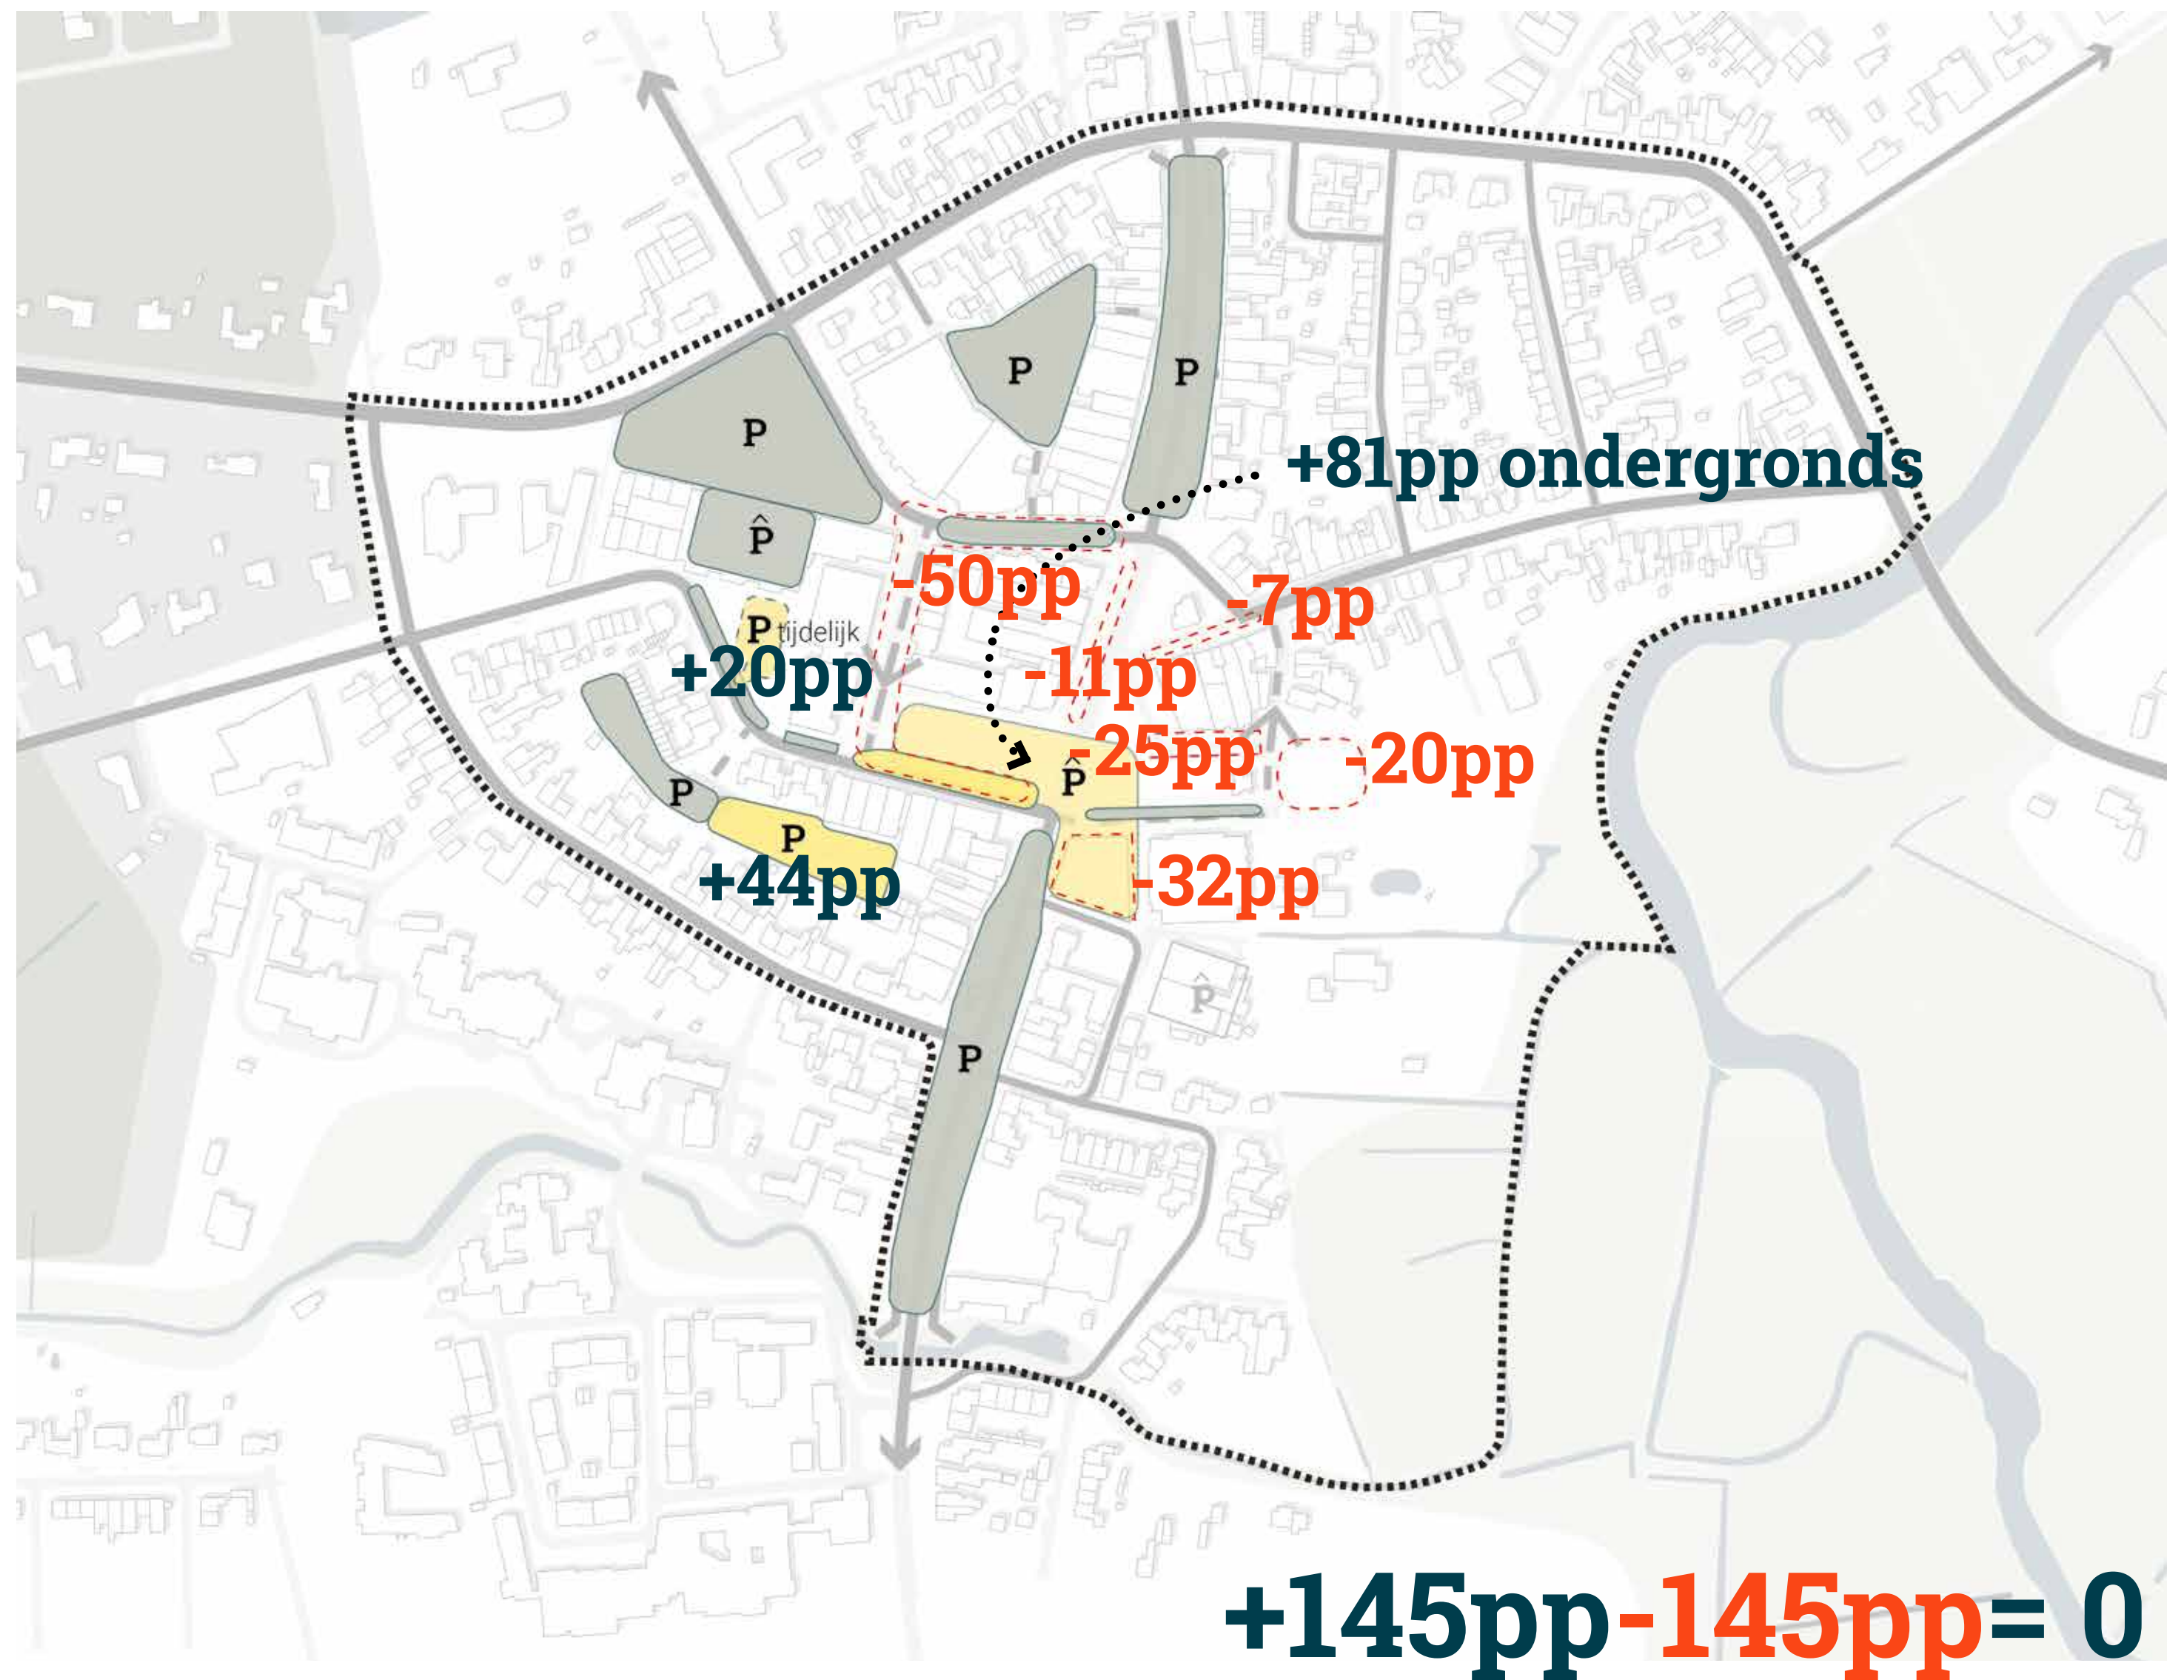 P
P
P
+81pp ondergronds
P̂
-50pp
-7pp
P tijdelijk
+20pp
-11pp
-25pp
-20pp
P̂
P
P
+44pp
-32pp
P̂
P
+145pp-145pp= 0